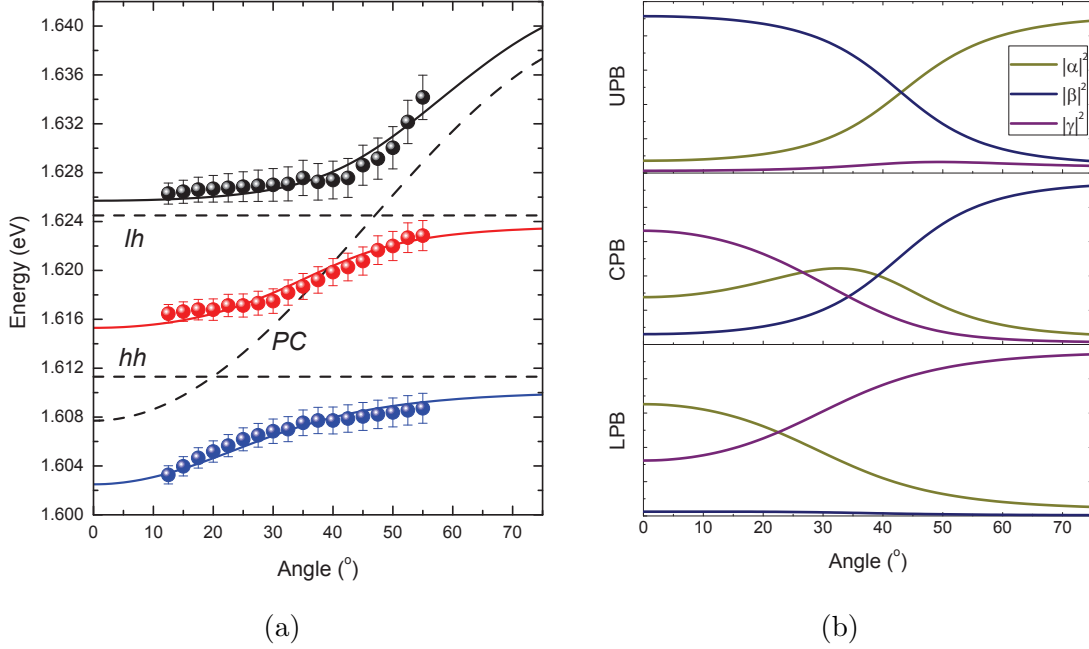 1.640
1.636
1.632
1.628
1.624
1.620
1.616
1.612
1.608
1.604
1.600
Energy (eV)
lh
hh
PC
0 10 20 30 40 50 60 70
Angle (°)
(a)
UPB
|α|²
|β|²
|γ|²
CPB
LPB
0 10 20 30 40 50 60 70
Angle (°)
(b)